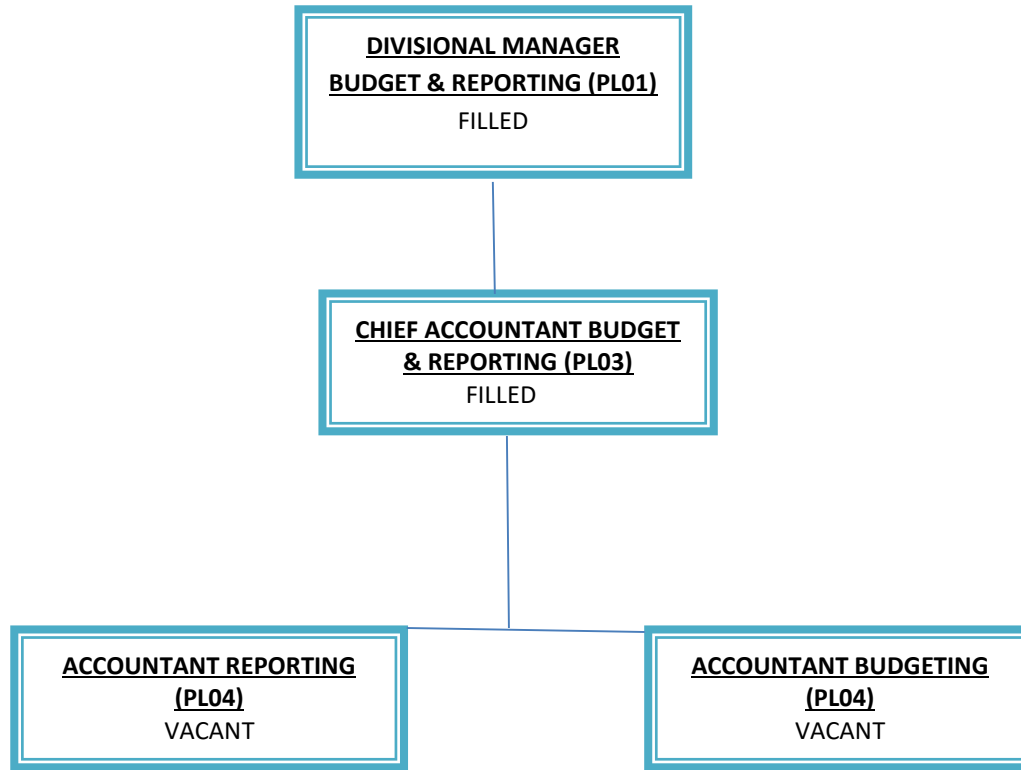 DIVISIONAL MANAGER
BUDGET & REPORTING (PL01)
FILLED
CHIEF ACCOUNTANT BUDGET
& REPORTING (PL03)
FILLED
ACCOUNTANT REPORTING
(PL04)
VACANT
ACCOUNTANT BUDGETING
(PL04)
VACANT